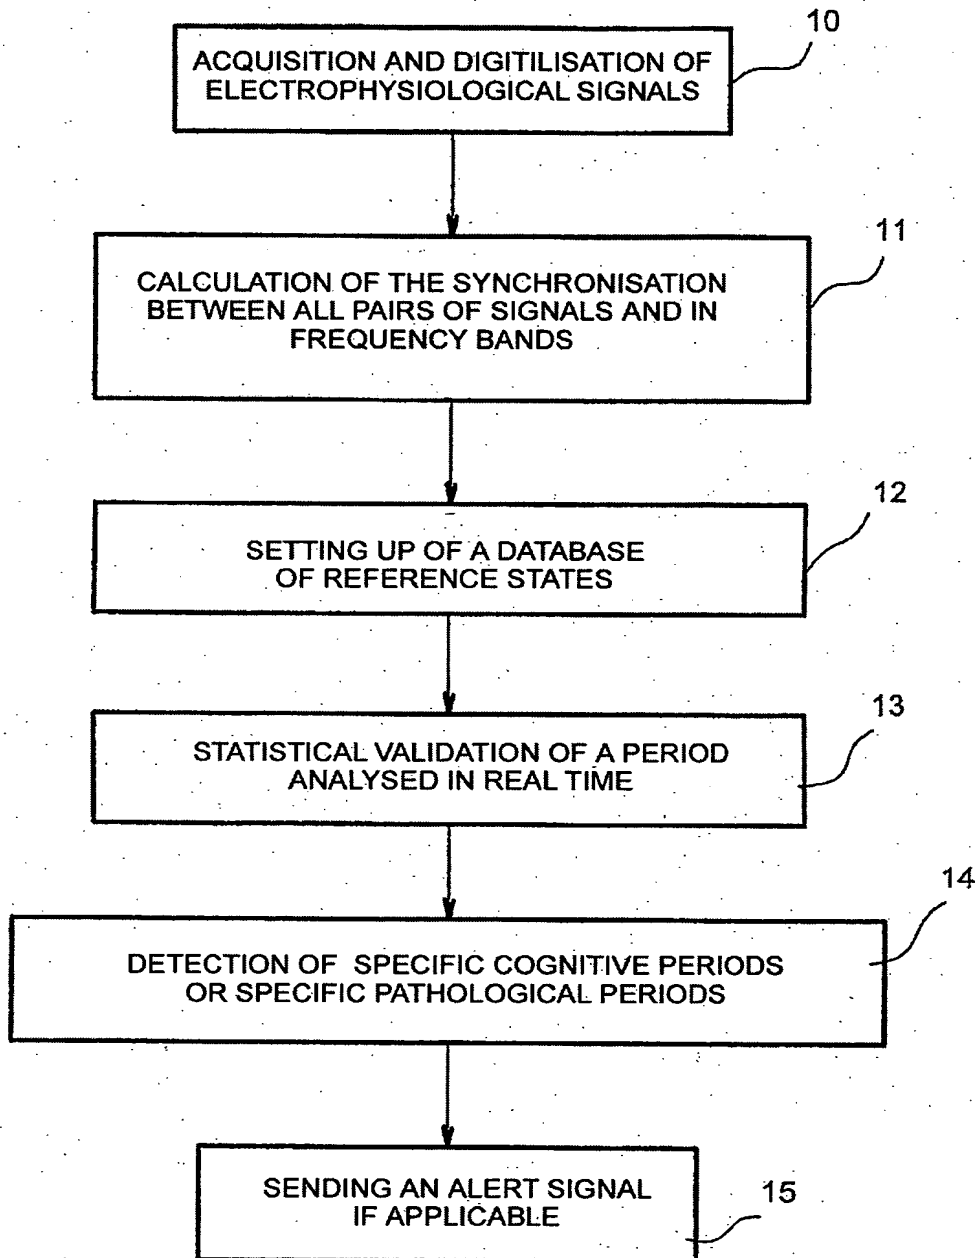 10
ACQUISITION AND DIGITILISATION OF
ELECTROPHYSIOLOGICAL SIGNALS
11
CALCULATION OF THE SYNCHRONISATION
BETWEEN ALL PAIRS OF SIGNALS AND IN
FREQUENCY BANDS
12
SETTING UP OF A DATABASE
OF REFERENCE STATES
13
STATISTICAL VALIDATION OF A PERIOD
ANALYSED IN REAL TIME
14
DETECTION OF SPECIFIC COGNITIVE PERIODS
OR SPECIFIC PATHOLOGICAL PERIODS
SENDING AN ALERT SIGNAL
IF APPLICABLE
15